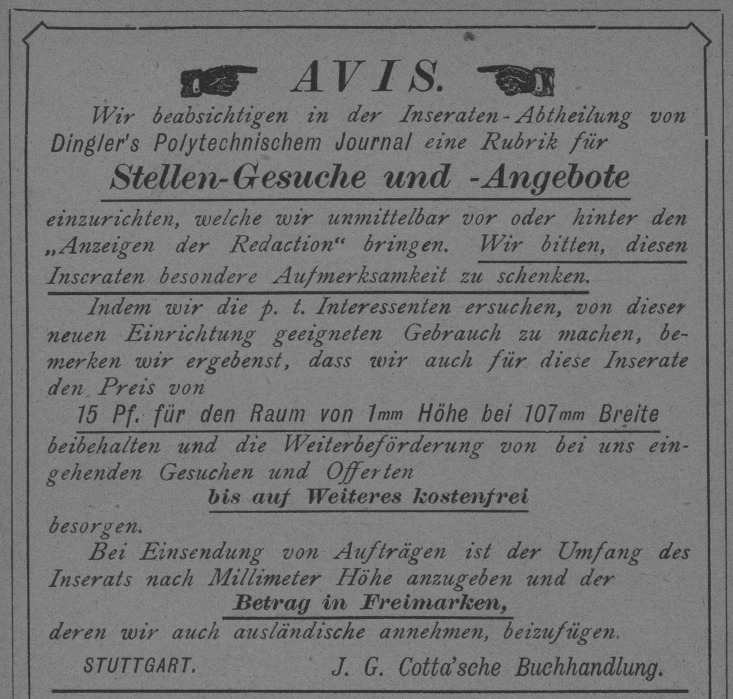 AVIS.
Wir beabsichtigen in der Inseraten-Abtheilung von
Dingler's Polytechnischem Journal eine Rubrik für
Stellen-Gesuche und -Angebote
einzurichten, welche wir unmittelbar vor oder hinter den
„Anzeigen der Redaction“ bringen. Wir bitten, diesen
Inseraten besondere Aufmerksamkeit zu schenken.
Indem wir die p. t. Interessenten ersuchen, von dieser
neuen Einrichtung geeigneten Gebrauch zu machen, be-
merken wir ergebenst, dass wir auch für diese Inserate
den Preis von
15 Pf. für den Raum von 1mm Höhe bei 107mm Breite
beibehalten und die Weiterbeförderung von bei uns ein-
gehenden Gesuchen und Offerten
bis auf Weiteres kostenfrei
besorgen.
Bei Einsendung von Aufträgen ist der Umfang des
Inserats nach Millimeter Höhe anzugeben und der
Betrag in Freimarken,
deren wir auch ausländische annehmen, beizufügen.
STUTTGART. J. G. Cotta'sche Buchhandlung.